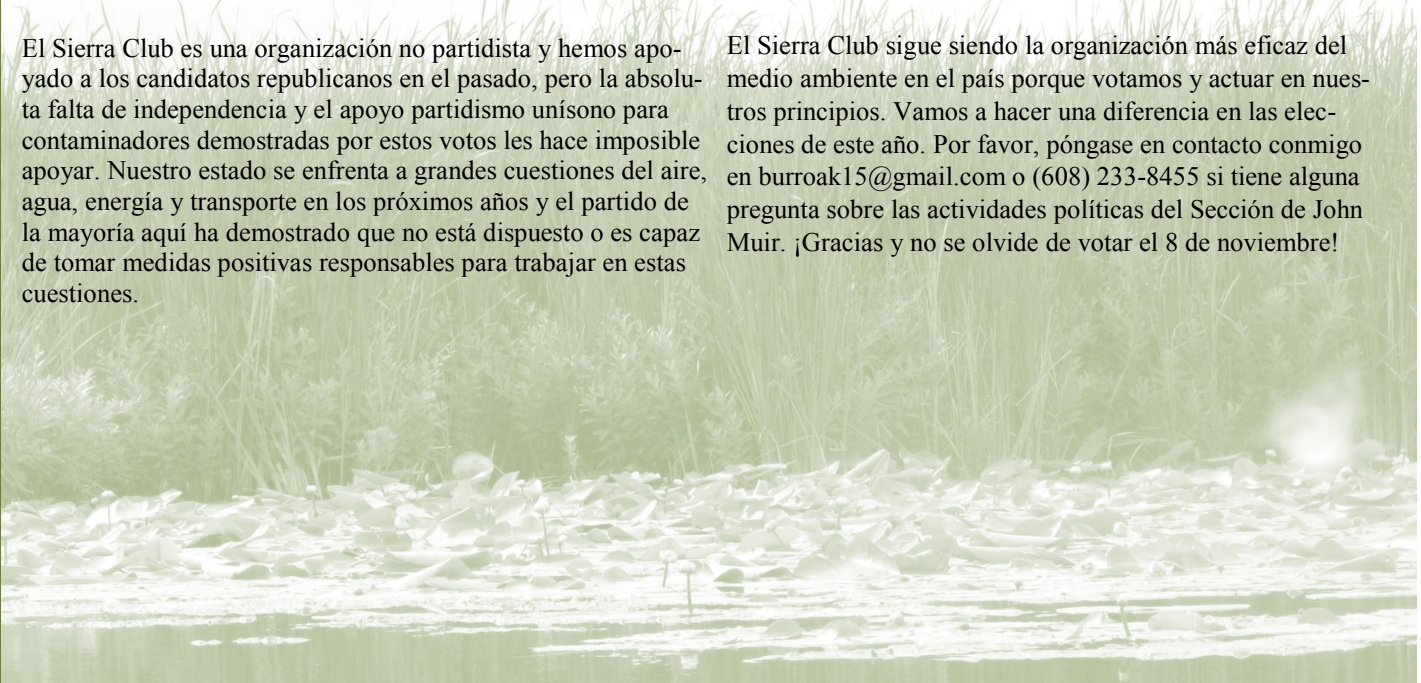 El Sierra Club es una organización no partidista y hemos apo-
yado a los candidatos republicanos en el pasado, pero la absolu-
ta falta de independencia y el apoyo partidismo unísono para
contaminadores demostradas por estos votos les hace imposible
apoyar. Nuestro estado se enfrenta a grandes cuestiones del aire,
agua, energía y transporte en los próximos años y el partido de
la mayoría aquí ha demostrado que no está dispuesto o es capaz
de tomar medidas positivas responsables para trabajar en estas
cuestiones.
El Sierra Club sigue siendo la organización más eficaz del
medio ambiente en el país porque votamos y actuar en nues-
tros principios. Vamos a hacer una diferencia en las elec-
ciones de este año. Por favor, póngase en contacto conmigo
en burroak15@gmail.com o (608) 233-8455 si tiene alguna
pregunta sobre las actividades políticas del Sección de John
Muir. ¡Gracias y no se olvide de votar el 8 de noviembre!